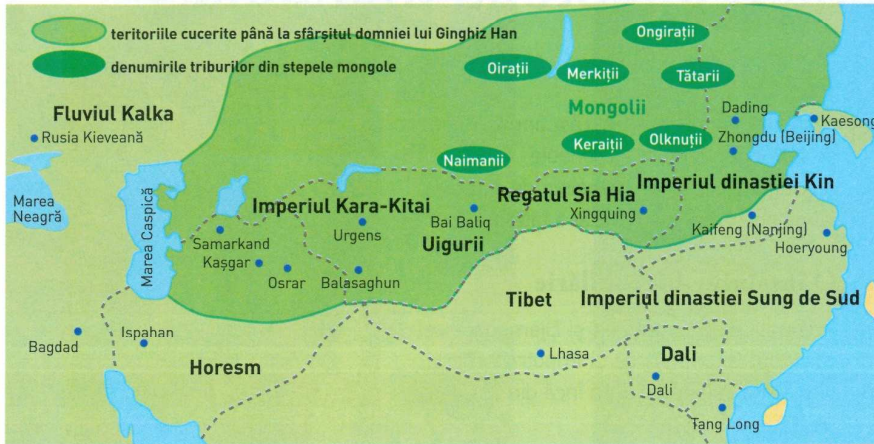 teritoriile cucerite până la sfârșitul domniei lui Ginghiz Han
denumirile triburilor din stepele mongole
Ongirații
Oirații
Merkiții
Tătarii
Mongolii
Fluviul Kalka
Rusia Kieveană
Dading
Kaesong
Zhongdu (Beijing)
Keraiții
Olknuții
Naimanii
Marea
Neagră
Marea Caspică
Imperiul Kara-Kitai
Regatul Sia Hia
Imperiul dinastiei Kin
Samarkand
Urgens
Bai Baliq
Xingquing
Kaifeng (Nanjing)
Uigurii
Hoeryoung
Kașgar
Osrar
Balasaghun
Tibet
Imperiul dinastiei Sung de Sud
Bagdad
Ispahan
Horesm
Lhasa
Dali
Dali
Tang Long